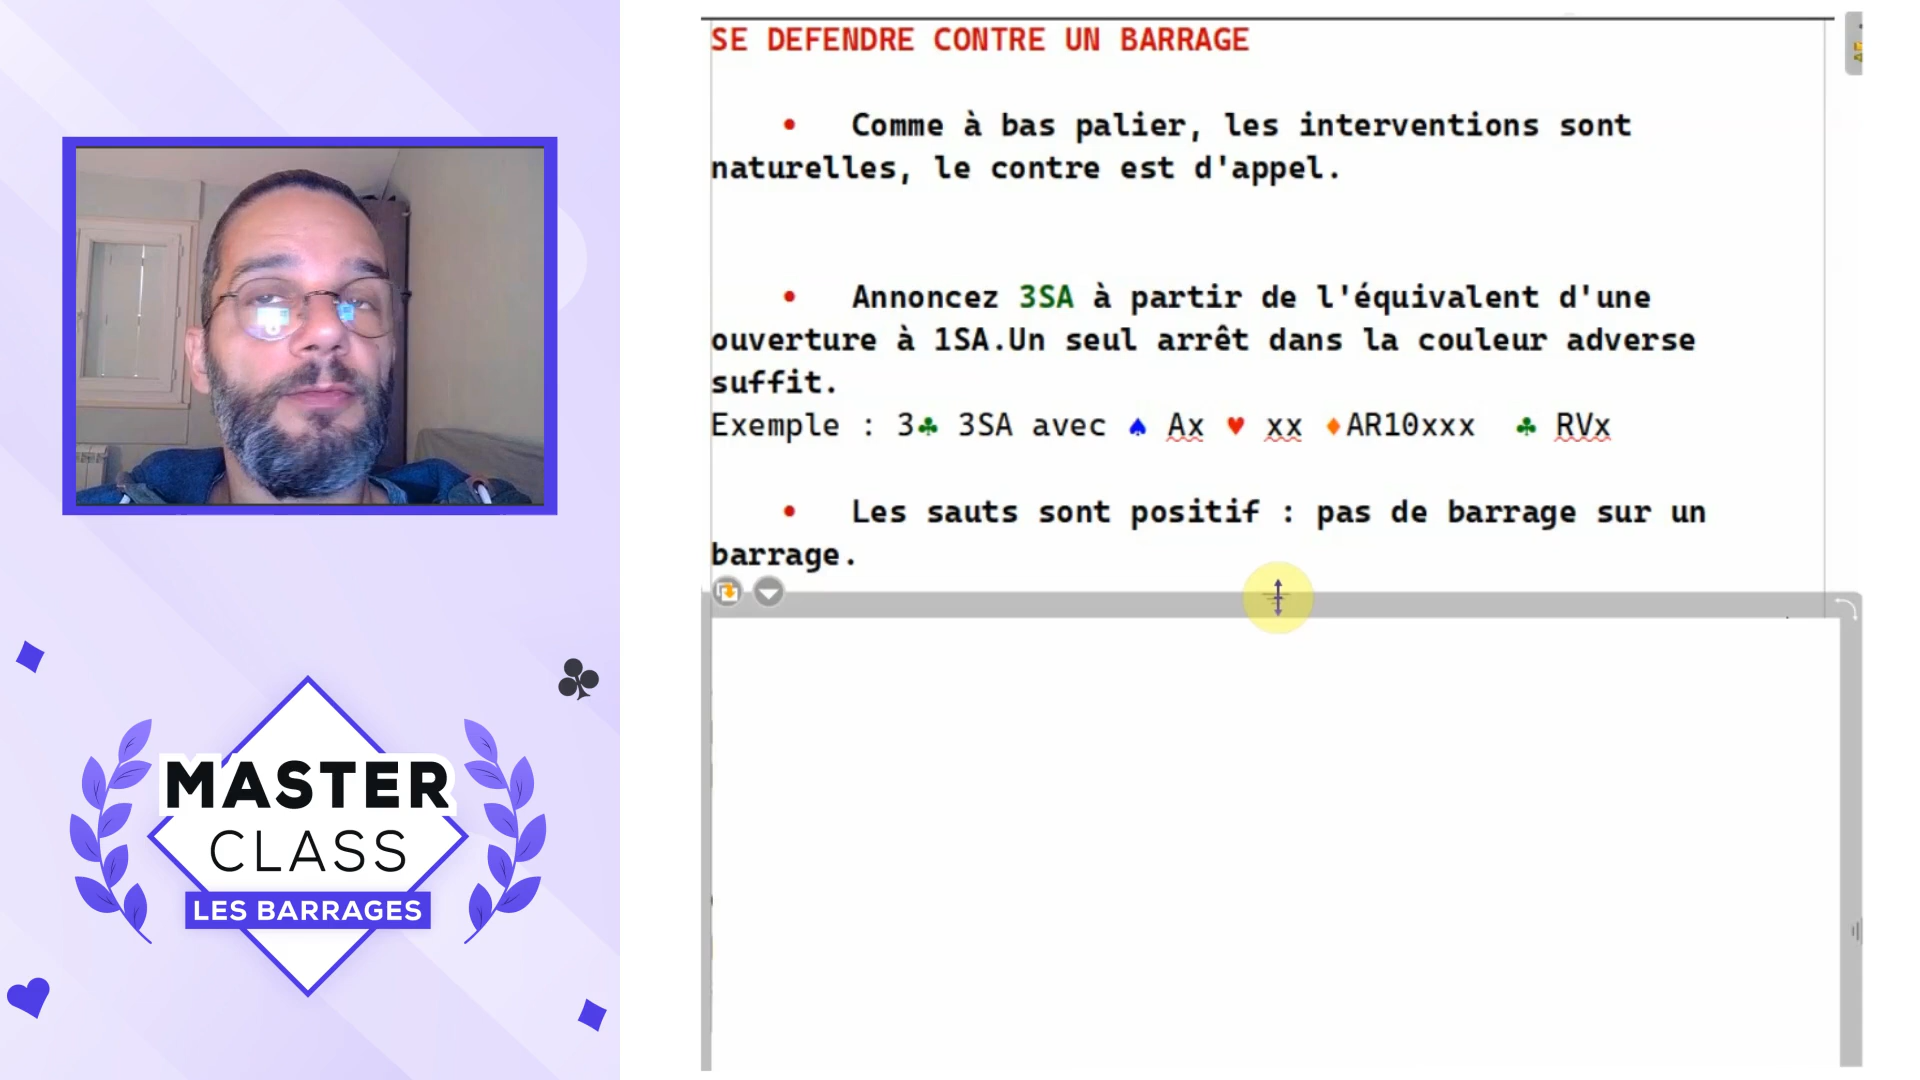 SE DEFENDRE CONTRE UN BARRAGE
• Comme à bas palier, les interventions sont
naturelles, le contre est d'appel.
• Annoncez 3SA à partir de l'équivalent d'une
ouverture à 1SA.Un seul arrêt dans la couleur adverse
suffit.
Exemple : 3♣ 3SA avec ♠ Ax ♥ xx ♦AR10xxx ♣ RVx
• Les sauts sont positif : pas de barrage sur un
barrage.
MASTER
CLASS
LES BARRAGES